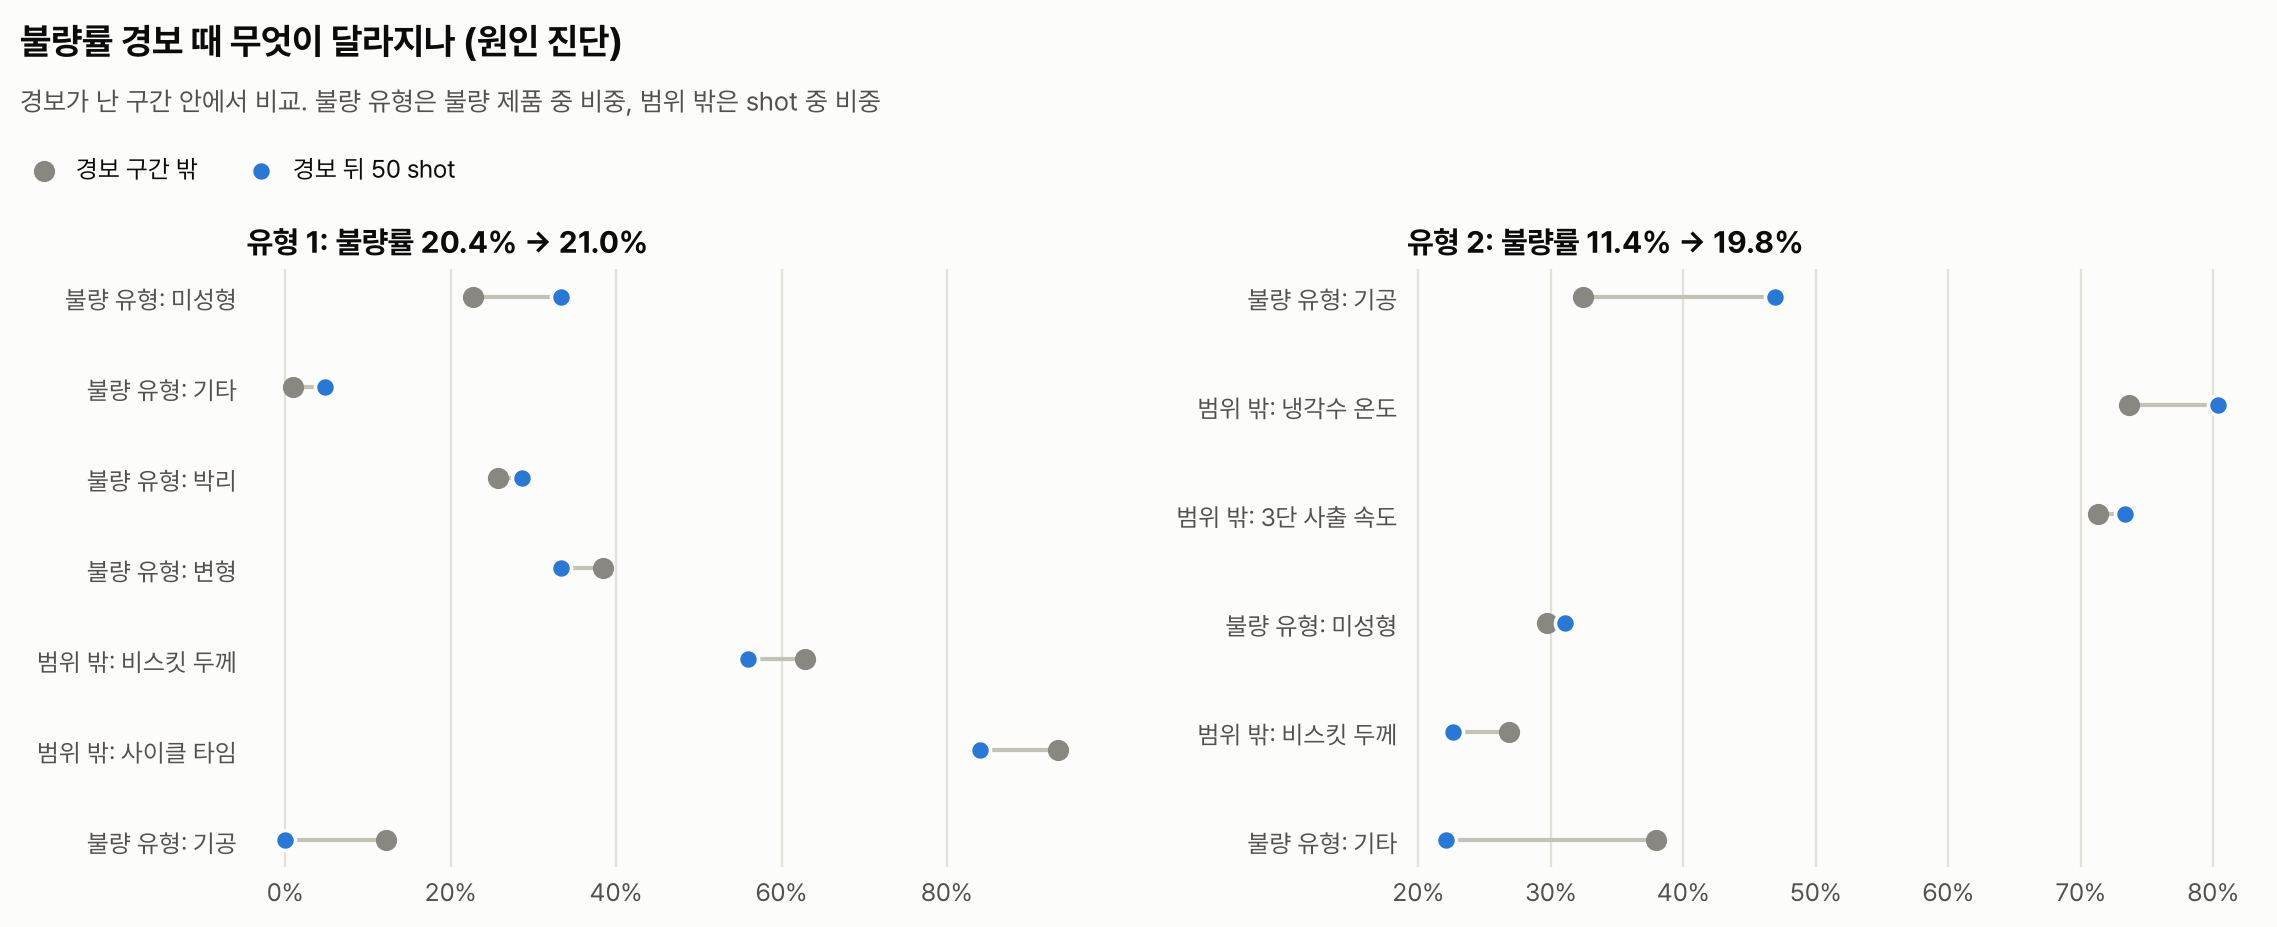 불량률 경보 때 무엇이 달라지나 (원인 진단)
경보가 난 구간 안에서 비교. 불량 유형은 불량 제품 중 비중, 범위 밖은 shot 중 비중
경보 구간 밖
경보 뒤 50 shot
유형 1: 불량률 20.4% → 21.0%
불량 유형: 미성형
불량 유형: 기타
불량 유형: 박리
불량 유형: 변형
범위 밖: 비스킷 두께
범위 밖: 사이클 타임
불량 유형: 기공
0%
20%
40%
60%
80%
유형 2: 불량률 11.4% → 19.8%
불량 유형: 기공
범위 밖: 냉각수 온도
범위 밖: 3단 사출 속도
불량 유형: 미성형
범위 밖: 비스킷 두께
불량 유형: 기타
20%
30%
40%
50%
60%
70%
80%